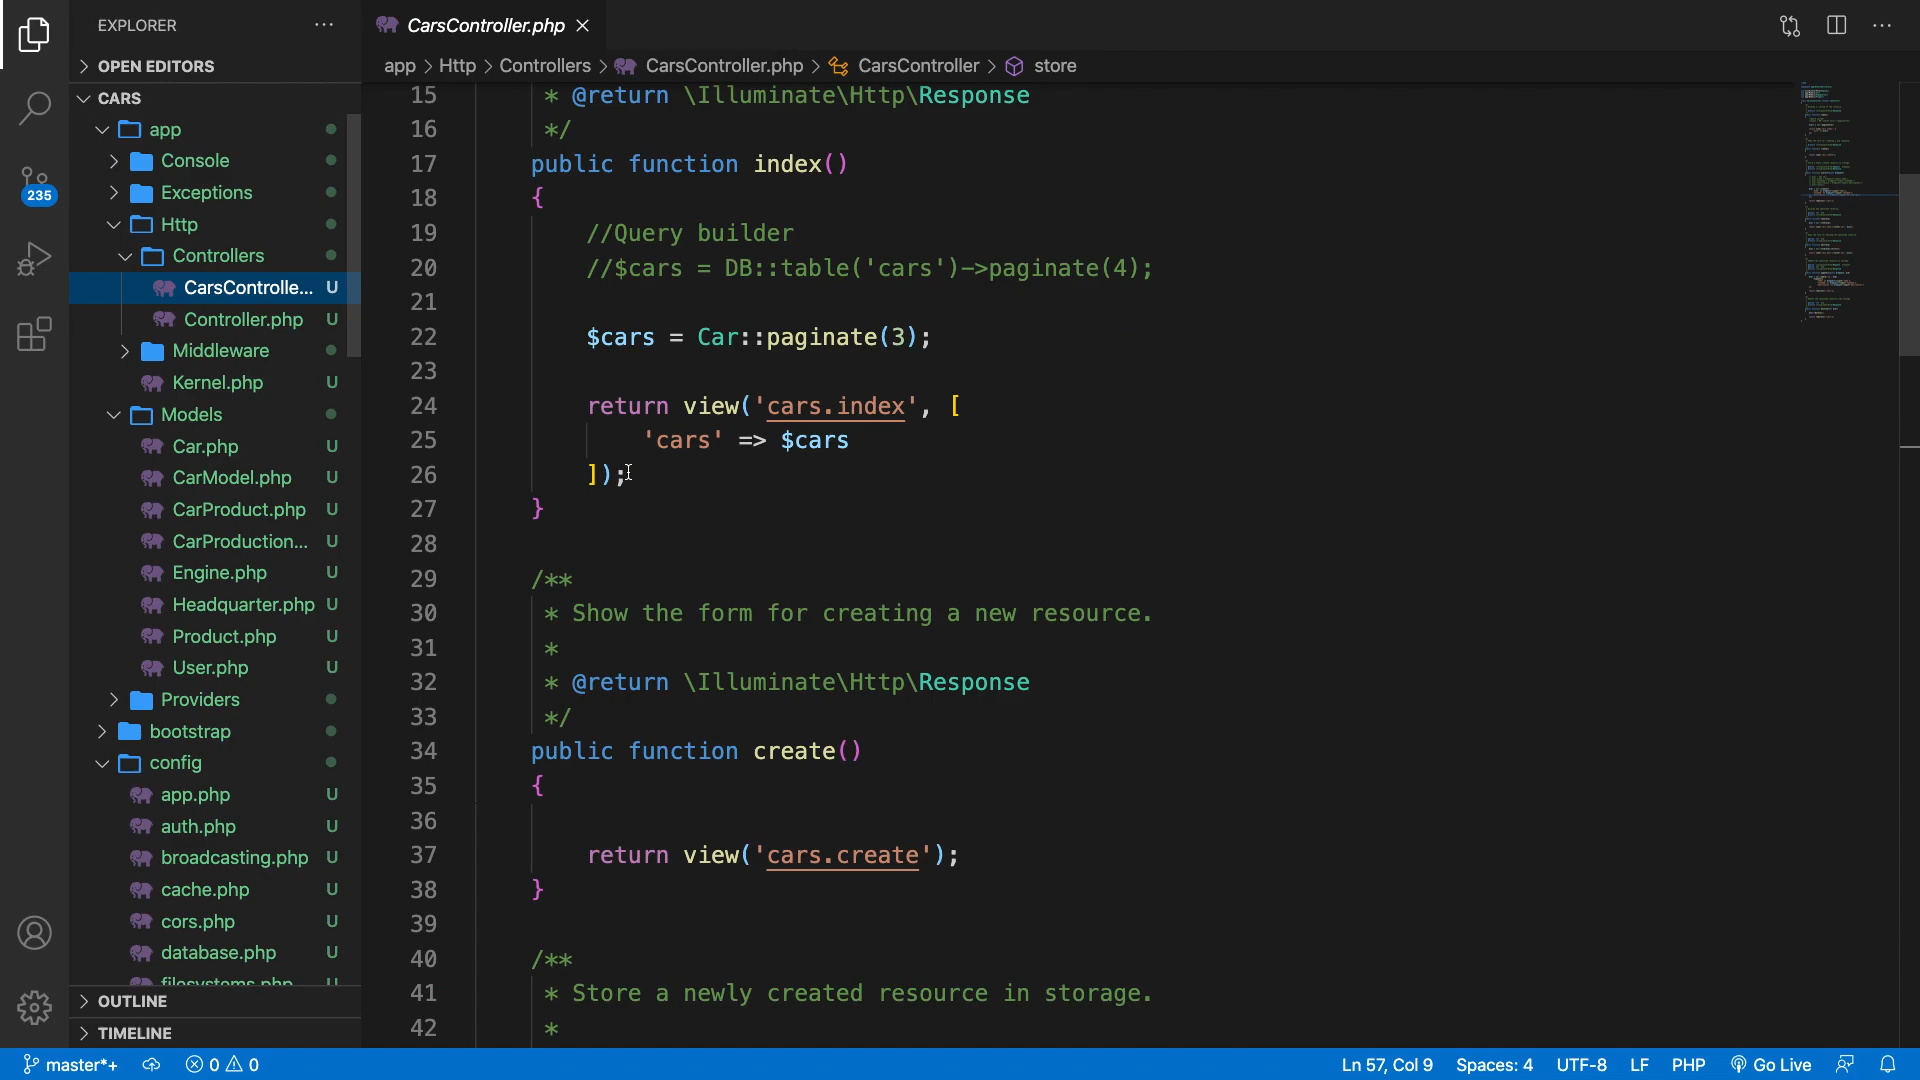 EXPLORER
OPEN EDITORS
CARS
app
Console
Exceptions
Http
Controllers
CarsControlle... U
Controller.php U
Middleware
Kernel.php U
Models
Car.php U
CarModel.php U
CarProduct.php U
CarProduction... U
Engine.php U
Headquarter.php U
Product.php U
User.php U
Providers
bootstrap
config
app.php U
auth.php U
broadcasting.php U
cache.php U
cors.php U
database.php U
filesystems.php U
OUTLINE
TIMELINE
235
CarsController.php
app > Http > Controllers > CarsController.php > CarsController > store
15 * @return \Illuminate\Http\Response
16 */
17 public function index()
18 {
19 //Query builder
20 //$cars = DB::table('cars')->paginate(4);
21
22 $cars = Car::paginate(3);
23
24 return view('cars.index', [
25 'cars' => $cars
26 ]);
27 }
28
29 /**
30 * Show the form for creating a new resource.
31 *
32 * @return \Illuminate\Http\Response
33 */
34 public function create()
35 {
36
37 return view('cars.create');
38 }
39
40 /**
41 * Store a newly created resource in storage.
42 *
master*+ 0 0 Ln 57, Col 9 Spaces: 4 UTF-8 LF PHP Go Live